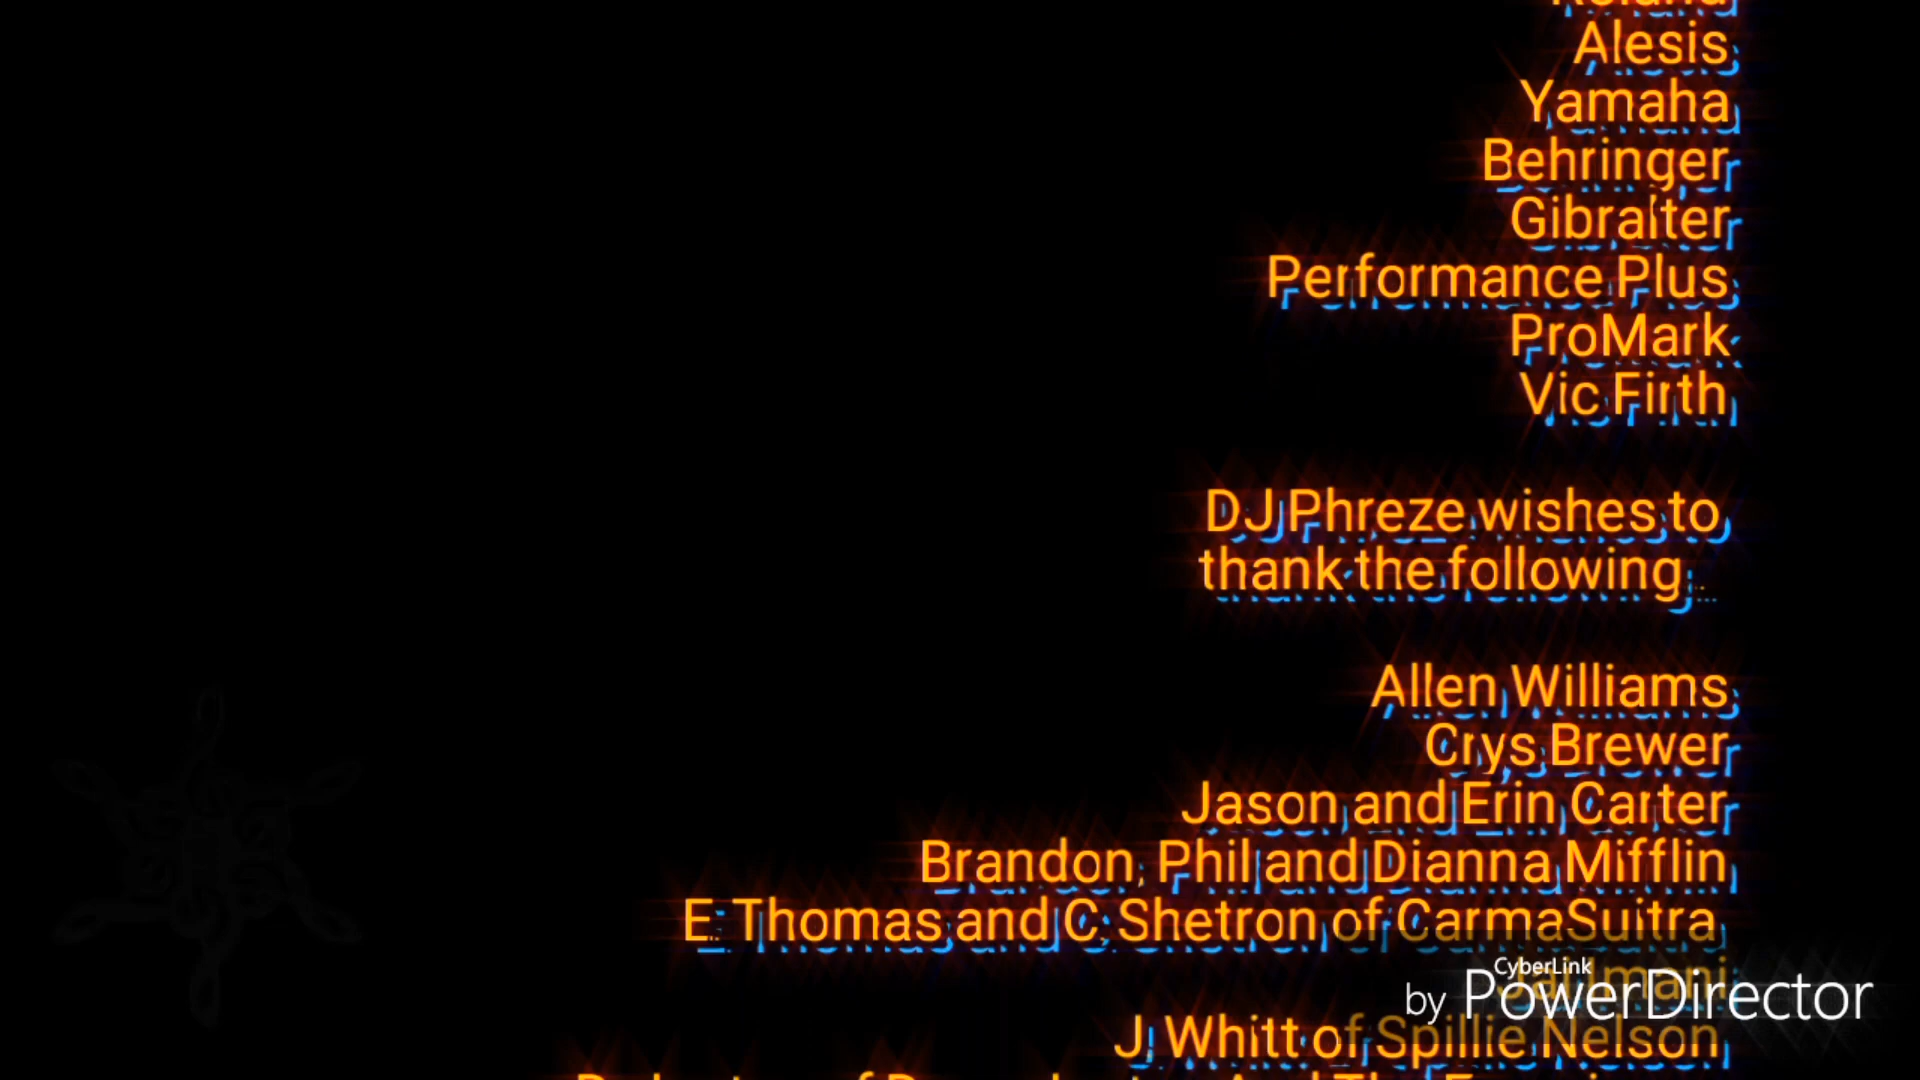 Roland
Alesis
Yamaha
Behringer
Gibralter
Performance Plus
ProMark
Vic Firth
DJ Phreze wishes to
thank the following...
Allen Williams
Crys Brewer
Jason and Erin Carter
Brandon, Phil and Dianna Mifflin
E. Thomas and C. Shetron of CarmaSuitra
Imani
CyberLink
by PowerDirector
J. Whitt of Spillie Nelson